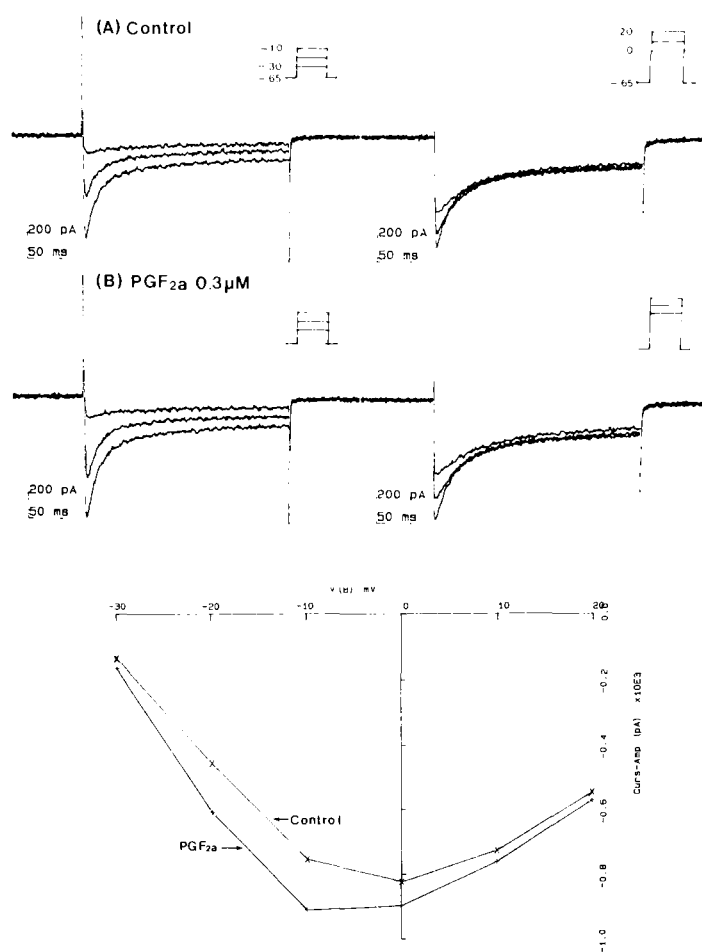 (A) Control
-10
-30
-65
20
0
-65
200 pA
50 ms
200 pA
50 ms
(B) PGF2a 0.3µM
200 pA
50 ms
200 pA
50 ms
V(B) mV
-30
-20
-10
0
10
20
0.0
-0.2
-0.4
-0.6
-0.8
-1.0
Curs-Amp (pA) x10E3
Control
PGF2a